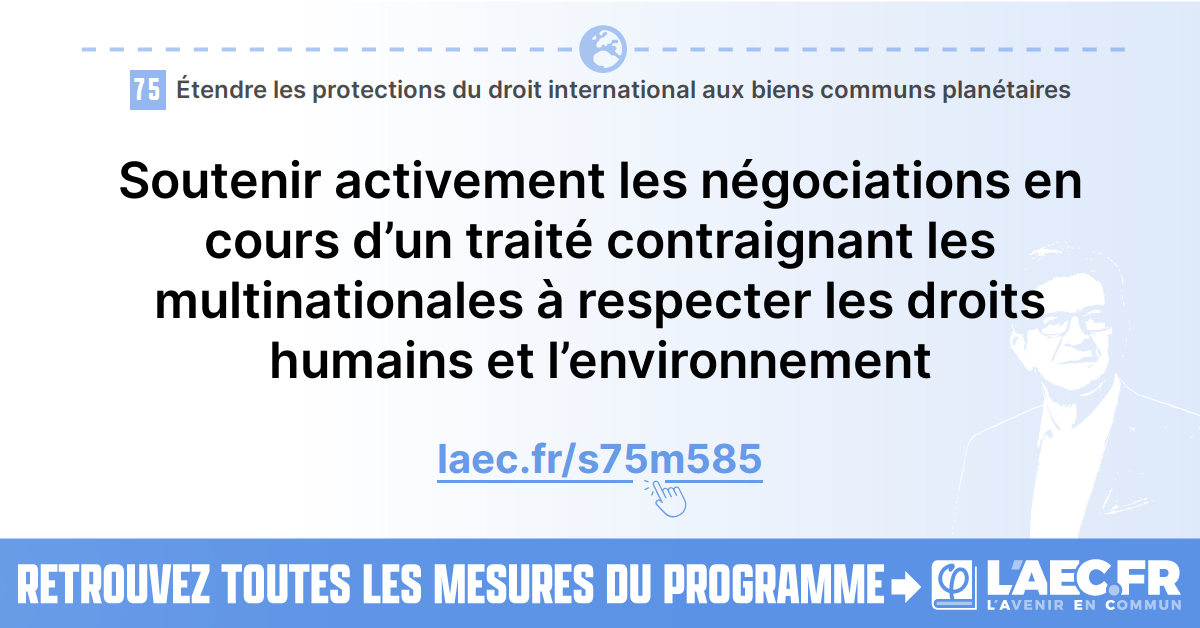 75 Étendre les protections du droit international aux biens communs planétaires
Soutenir activement les négociations en
cours d’un traité contraignant les
multinationales à respecter les droits
humains et l’environnement
laec.fr/s75m585
RETROUVEZ TOUTES LES MESURES DU PROGRAMME
L'AEC.FR
L'AVENIR EN COMMUN